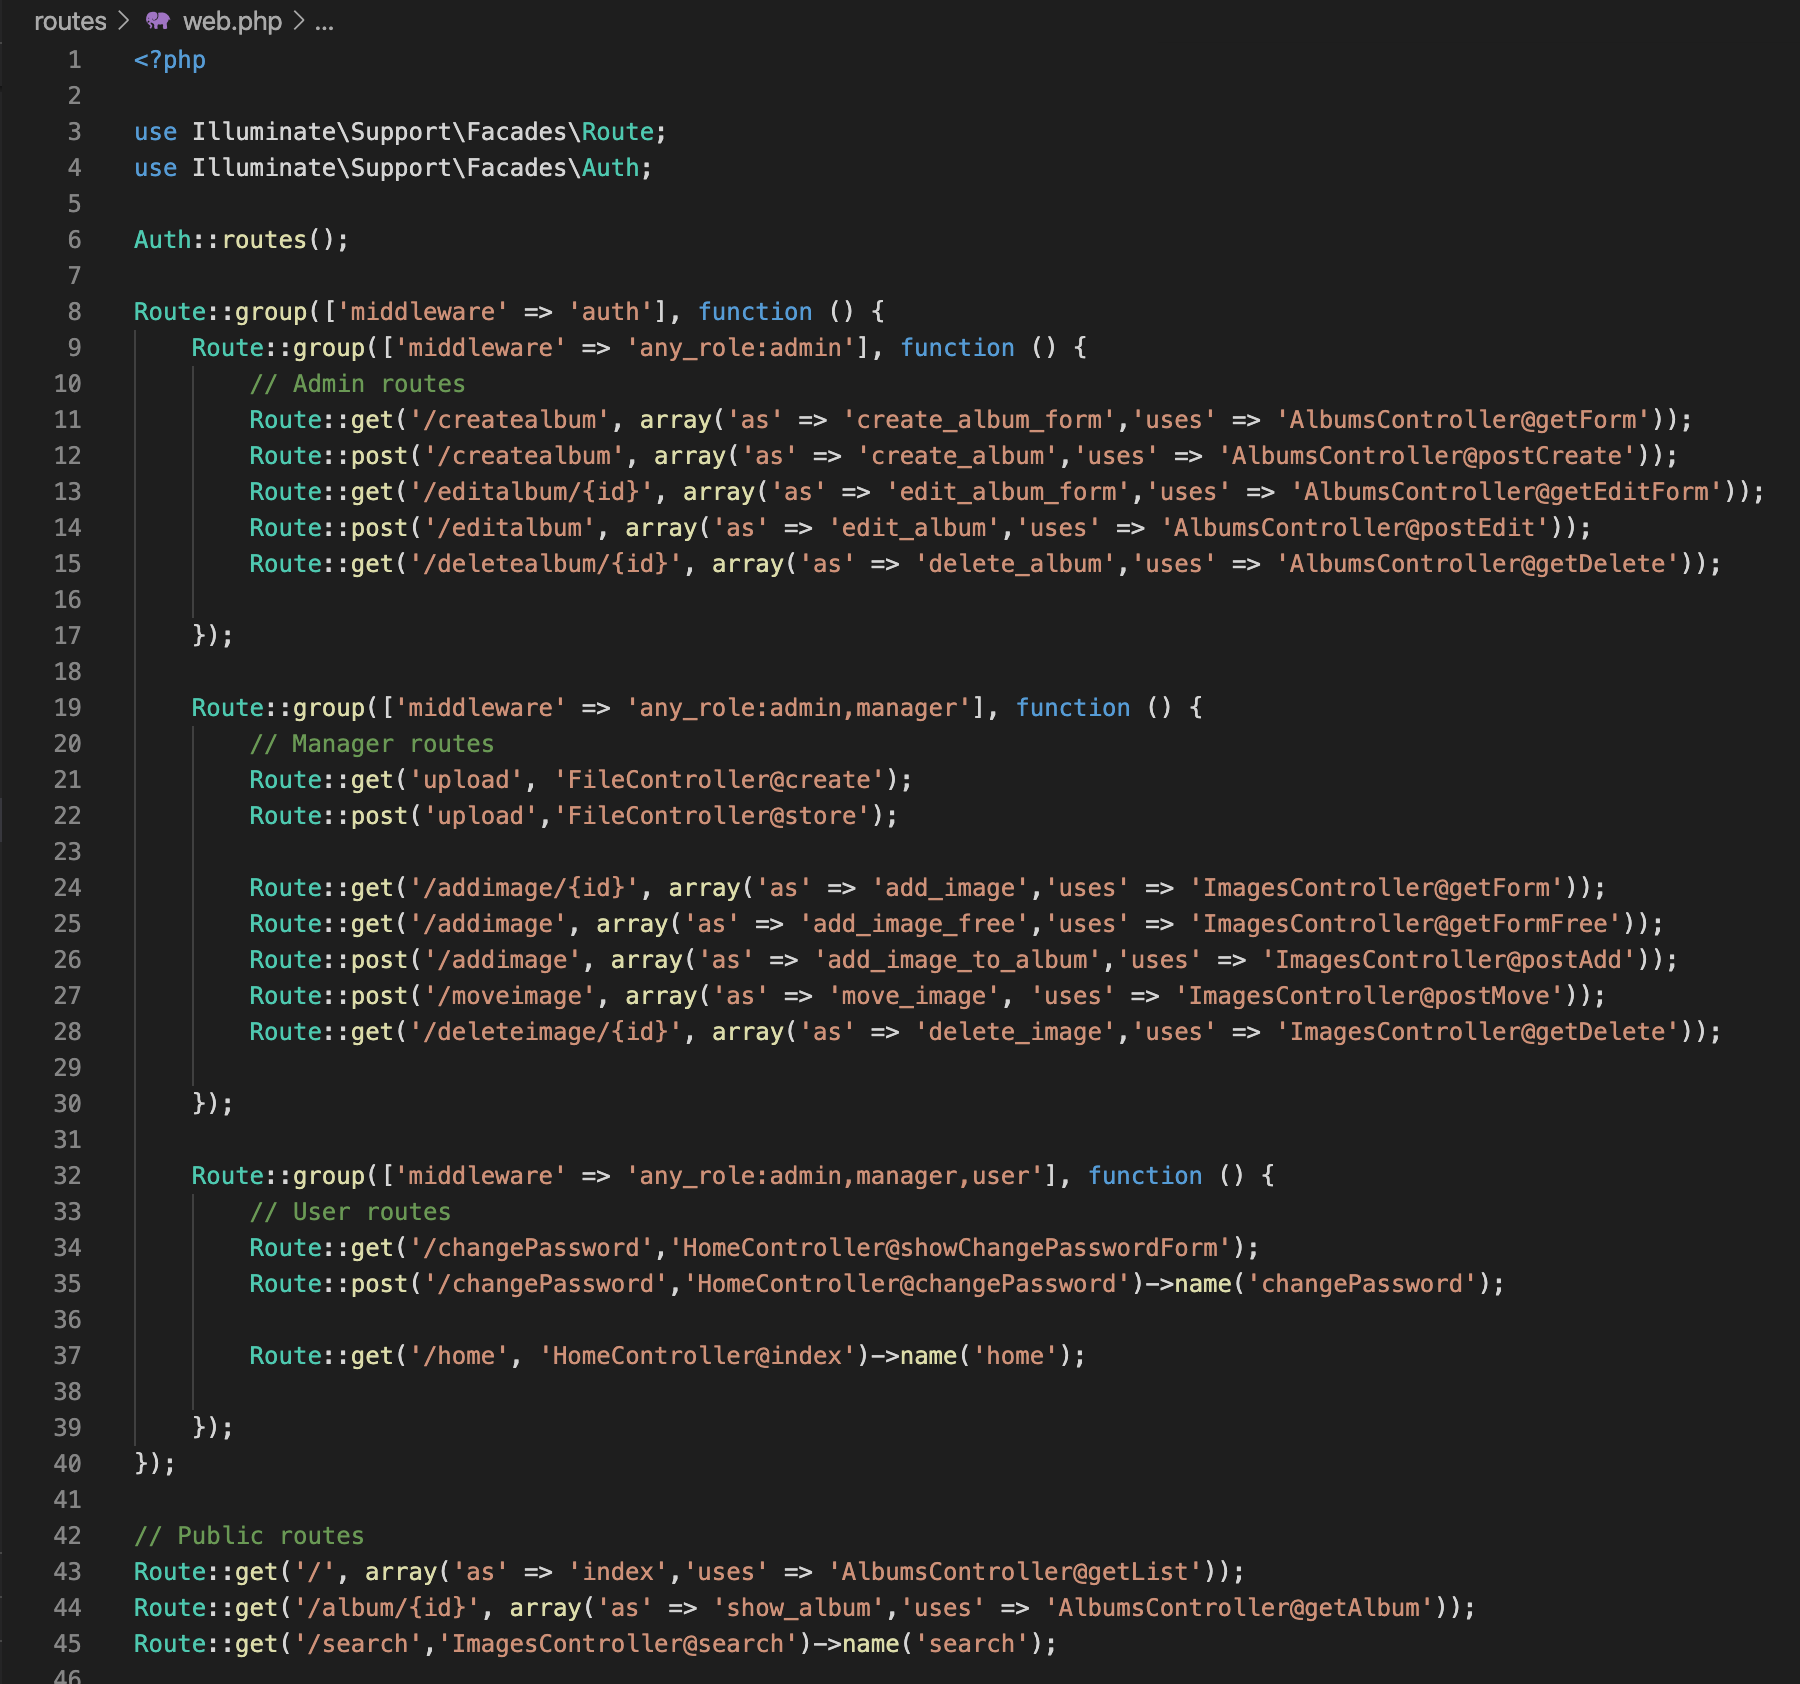 routes > web.php > ...
1 <?php
2
3 use Illuminate\Support\Facades\Route;
4 use Illuminate\Support\Facades\Auth;
5
6 Auth::routes();
7
8 Route::group(['middleware' => 'auth'], function () {
9 Route::group(['middleware' => 'any_role:admin'], function () {
10 // Admin routes
11 Route::get('/createalbum', array('as' => 'create_album_form','uses' => 'AlbumsController@getForm'));
12 Route::post('/createalbum', array('as' => 'create_album','uses' => 'AlbumsController@postCreate'));
13 Route::get('/editalbum/{id}', array('as' => 'edit_album_form','uses' => 'AlbumsController@getEditForm'));
14 Route::post('/editalbum', array('as' => 'edit_album','uses' => 'AlbumsController@postEdit'));
15 Route::get('/deletealbum/{id}', array('as' => 'delete_album','uses' => 'AlbumsController@getDelete'));
16
17 });
18
19 Route::group(['middleware' => 'any_role:admin,manager'], function () {
20 // Manager routes
21 Route::get('upload', 'FileController@create');
22 Route::post('upload','FileController@store');
23
24 Route::get('/addimage/{id}', array('as' => 'add_image','uses' => 'ImagesController@getForm'));
25 Route::get('/addimage', array('as' => 'add_image_free','uses' => 'ImagesController@getFormFree'));
26 Route::post('/addimage', array('as' => 'add_image_to_album','uses' => 'ImagesController@postAdd'));
27 Route::post('/moveimage', array('as' => 'move_image', 'uses' => 'ImagesController@postMove'));
28 Route::get('/deleteimage/{id}', array('as' => 'delete_image','uses' => 'ImagesController@getDelete'));
29
30 });
31
32 Route::group(['middleware' => 'any_role:admin,manager,user'], function () {
33 // User routes
34 Route::get('/changePassword','HomeController@showChangePasswordForm');
35 Route::post('/changePassword','HomeController@changePassword')->name('changePassword');
36
37 Route::get('/home', 'HomeController@index')->name('home');
38
39 });
40 });
41
42 // Public routes
43 Route::get('/', array('as' => 'index','uses' => 'AlbumsController@getList'));
44 Route::get('/album/{id}', array('as' => 'show_album','uses' => 'AlbumsController@getAlbum'));
45 Route::get('/search','ImagesController@search')->name('search');
46